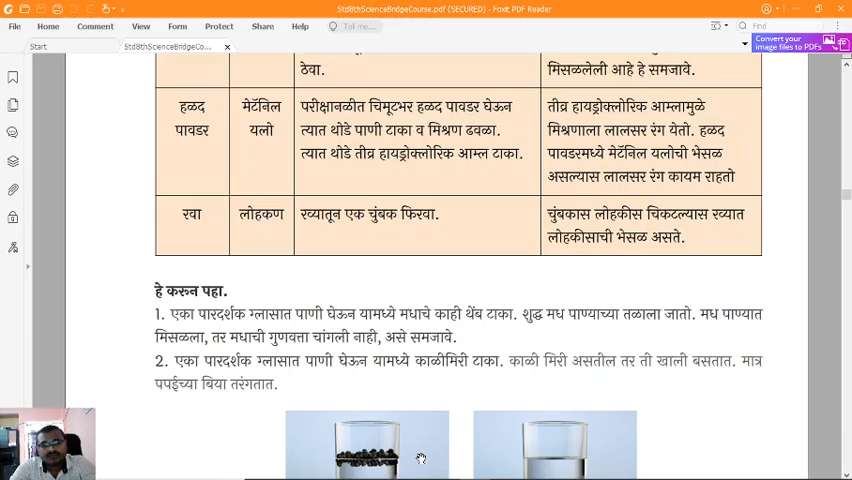 Std8thScienceBridgeCourse.pdf (SECURED) - Foxit PDF Reader
File Home Comment View Form Protect Share Help Tell me... Find
Start Std8thScienceBridgeCo...
Convert your
image files to PDFs
ठेवा. मिसळलेली आहे हे समजावे.
हळद मेटॅनिल परीक्षानळीत चिमूटभर हळद पावडर घेऊन तीव्र हायड्रोक्लोरिक आम्लामुळे
पावडर यलो त्यात थोडे पाणी टाका व मिश्रण ढवळा. मिश्रणाला लालसर रंग येतो. हळद
त्यात थोडे तीव्र हायड्रोक्लोरिक आम्ल टाका. पावडरमध्ये मेटॅनिल यलोची भेसळ
असल्यास लालसर रंग कायम राहतो
रवा लोहकण रव्यातून एक चुंबक फिरवा. चुंबकास लोहकीस चिकटल्यास रव्यात
लोहकीसाची भेसळ असते.
हे करून पहा.
1. एका पारदर्शक ग्लासात पाणी घेऊन यामध्ये मधाचे काही थेंब टाका. शुद्ध मध पाण्याच्या तळाला जातो. मध पाण्यात
मिसळला, तर मधाची गुणवत्ता चांगली नाही, असे समजावे.
2. एका पारदर्शक ग्लासात पाणी घेऊन यामध्ये काळीमिरी टाका. काळी मिरी असतील तर ती खाली बसतात. मात्र
पपईच्या बिया तरंगतात.